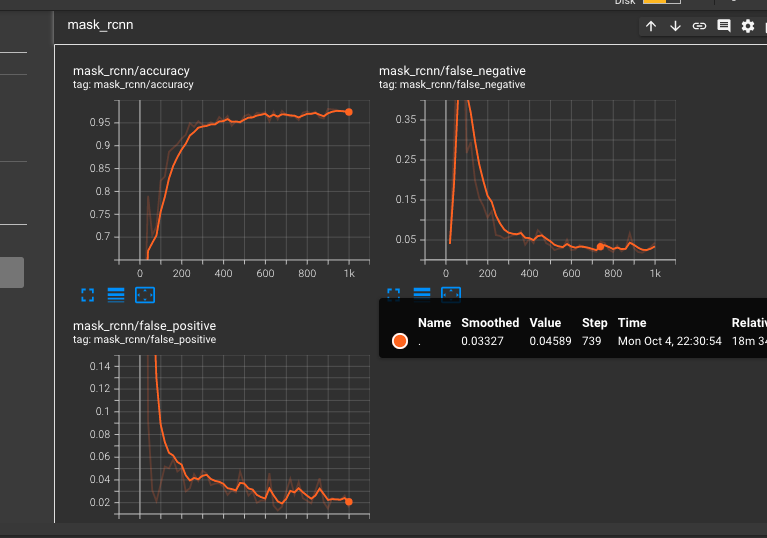 Disk
mask_rcnn
mask_rcnn/accuracy
tag: mask_rcnn/accuracy
0.95
0.9
0.85
0.8
0.75
0.7
0 200 400 600 800 1k
mask_rcnn/false_negative
tag: mask_rcnn/false_negative
0.35
0.25
0.15
0.05
0 200 400 600 800 1k
Name Smoothed Value Step Time Relativ
. 0.03327 0.04589 739 Mon Oct 4, 22:30:54 18m 34
mask_rcnn/false_positive
tag: mask_rcnn/false_positive
0.14
0.12
0.1
0.08
0.06
0.04
0.02